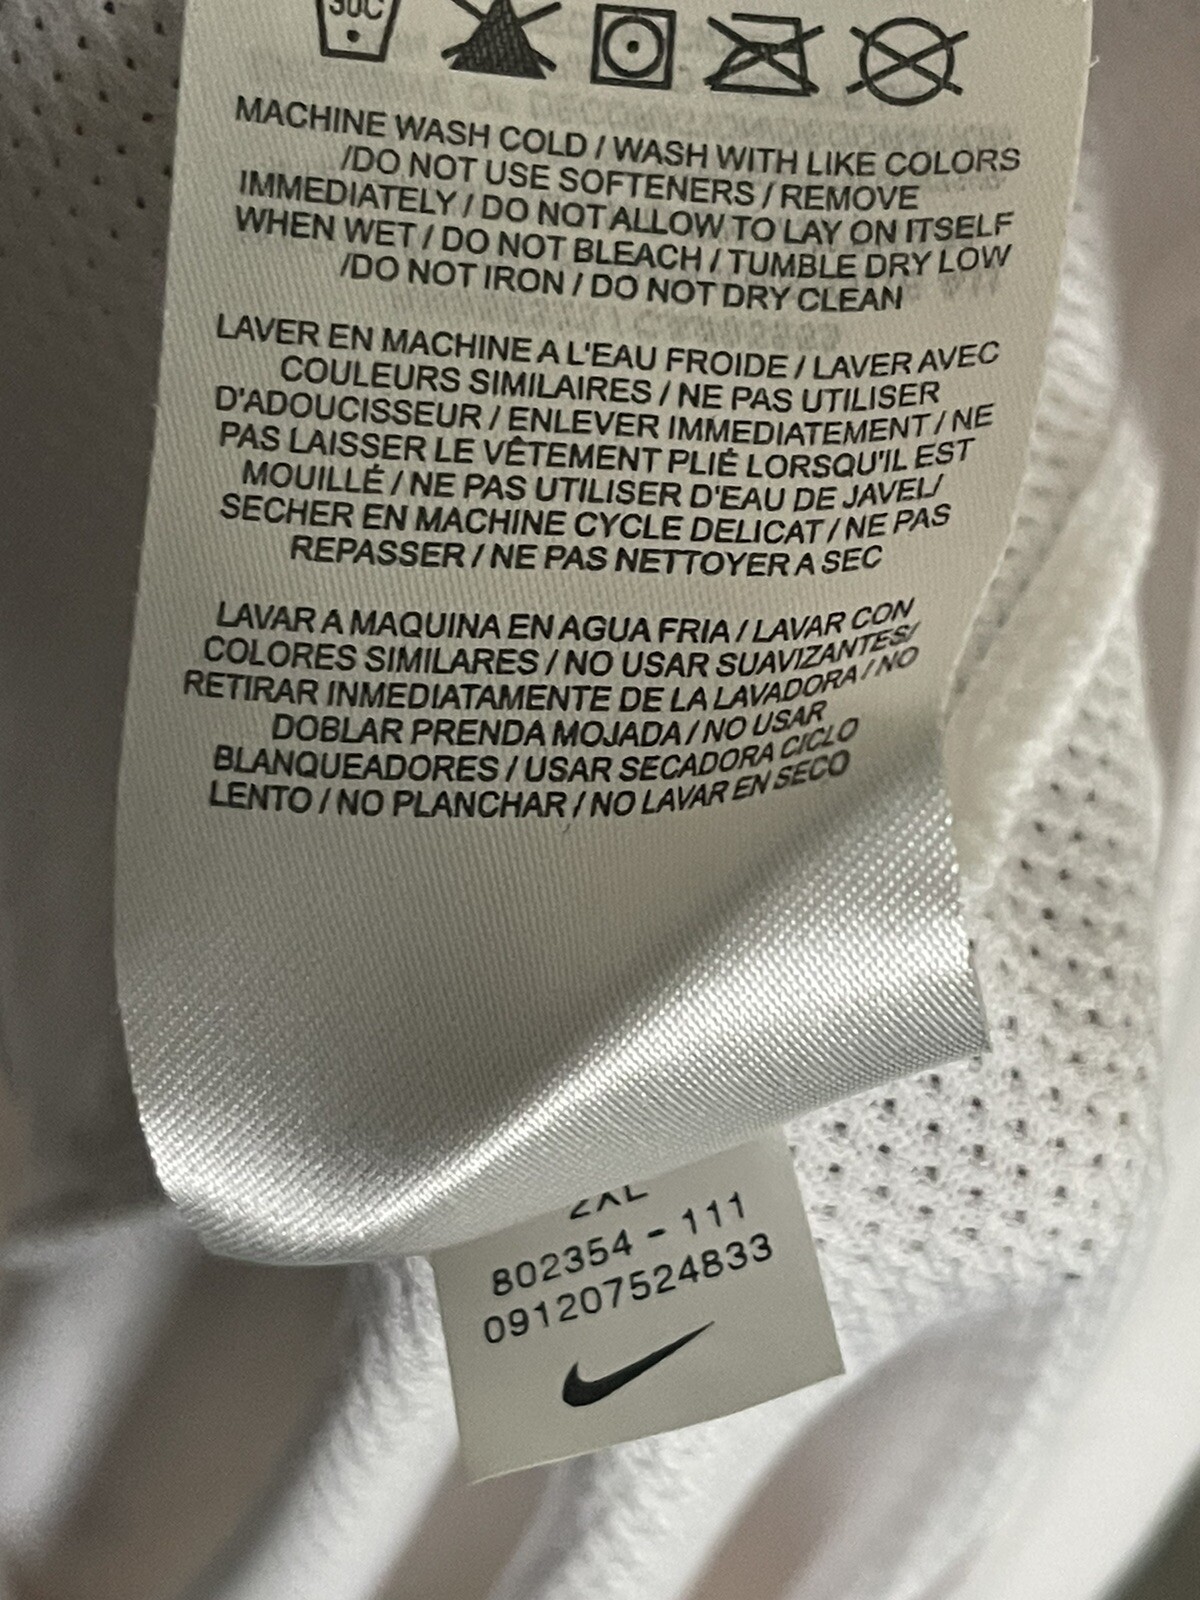 30C
MACHINE WASH COLD / WASH WITH LIKE COLORS
/DO NOT USE SOFTENERS / REMOVE
IMMEDIATELY / DO NOT ALLOW TO LAY ON ITSELF
WHEN WET / DO NOT BLEACH / TUMBLE DRY LOW
/DO NOT IRON / DO NOT DRY CLEAN
LAVER EN MACHINE A L'EAU FROIDE / LAVER AVEC
COULEURS SIMILAIRES / NE PAS UTILISER
D'ADOUCISSEUR / ENLEVER IMMEDIATEMENT / NE
PAS LAISSER LE VÊTEMENT PLIÉ LORSQU'IL EST
MOUILLÉ / NE PAS UTILISER D'EAU DE JAVEL/
SECHER EN MACHINE CYCLE DELICAT / NE PAS
REPASSER / NE PAS NETTOYER A SEC
LAVAR A MAQUINA EN AGUA FRIA / LAVAR CON
COLORES SIMILARES / NO USAR SUAVIZANTES/
RETIRAR INMEDIATAMENTE DE LA LAVADORA / NO
DOBLAR PRENDA MOJADA / NO USAR
BLANQUEADORES / USAR SECADORA CICLO
LENTO / NO PLANCHAR / NO LAVAR EN SECO
2XL
802354 - 111
091207524833